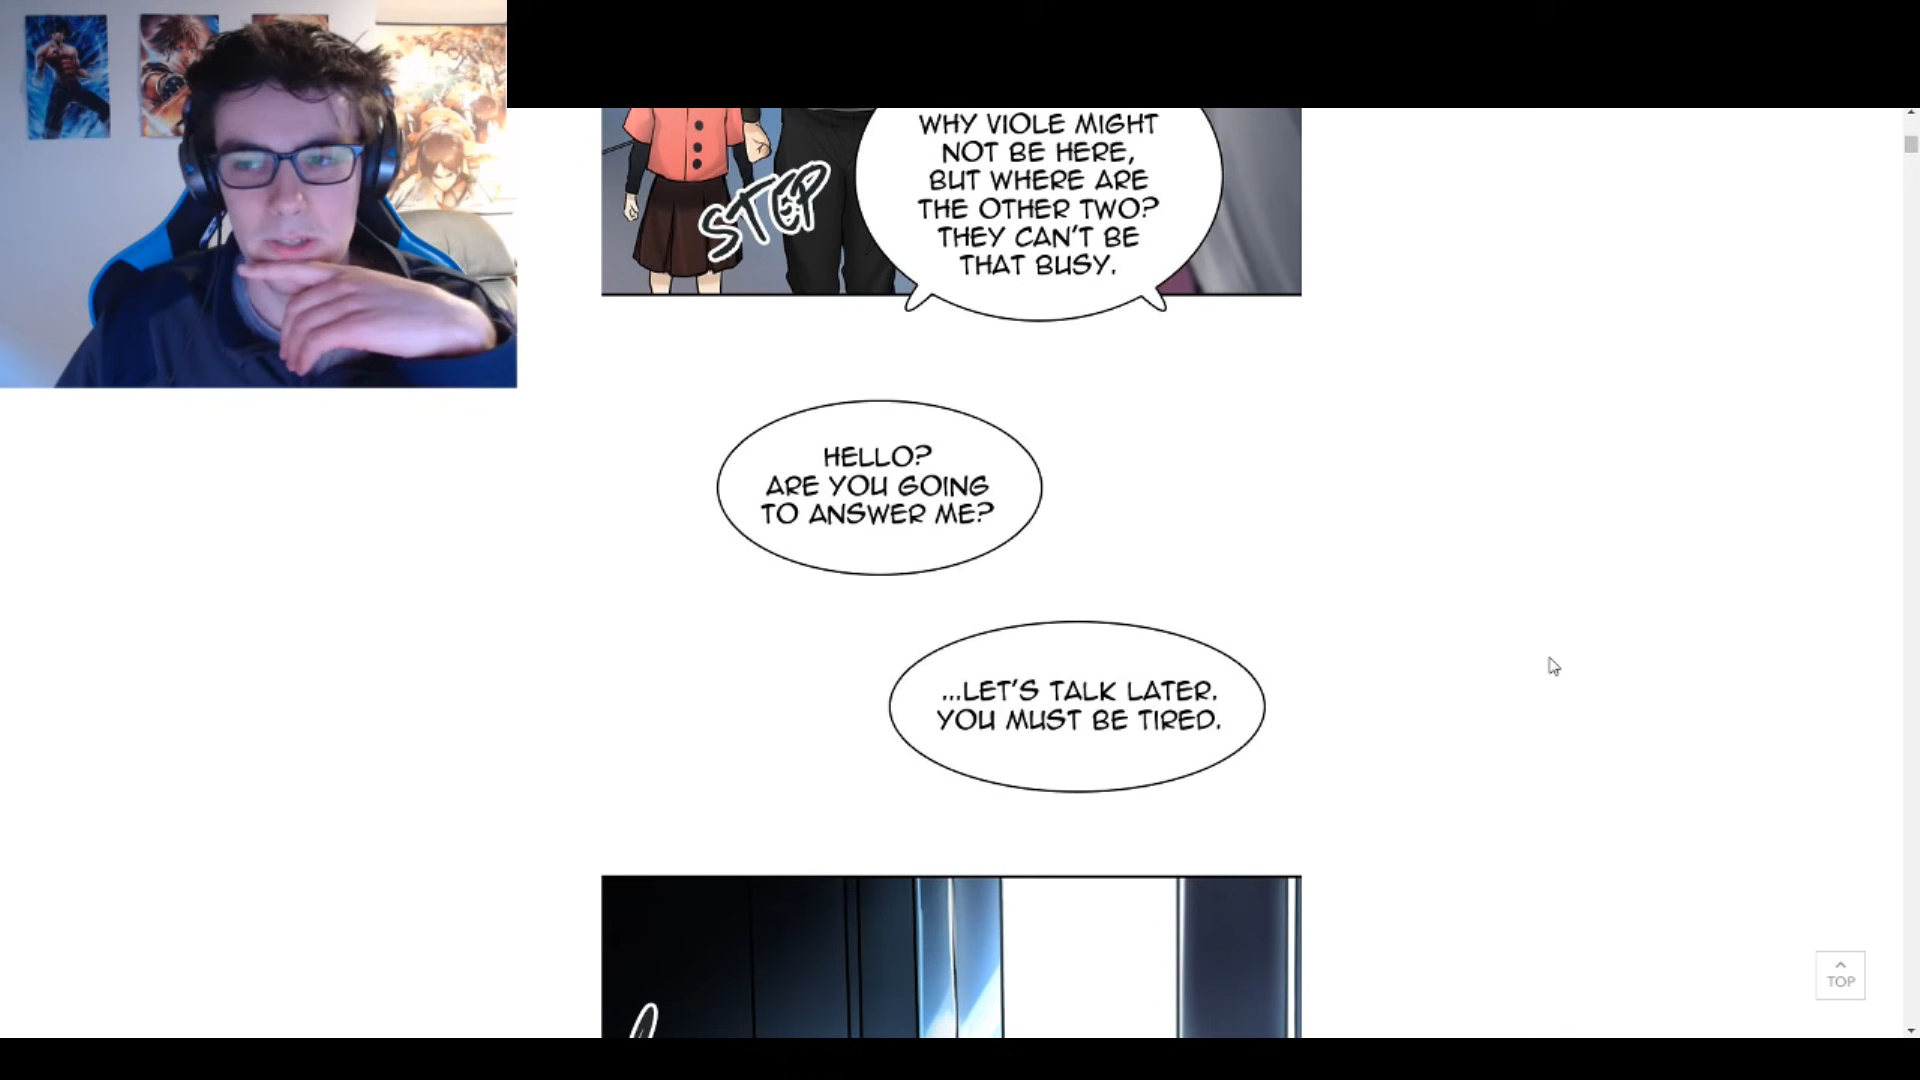 WHY VIOLE MIGHT
NOT BE HERE,
BUT WHERE ARE
THE OTHER TWO?
THEY CAN'T BE
THAT BUSY.
STEP
HELLO?
ARE YOU GOING
TO ANSWER ME?
...LET'S TALK LATER.
YOU MUST BE TIRED.
TOP